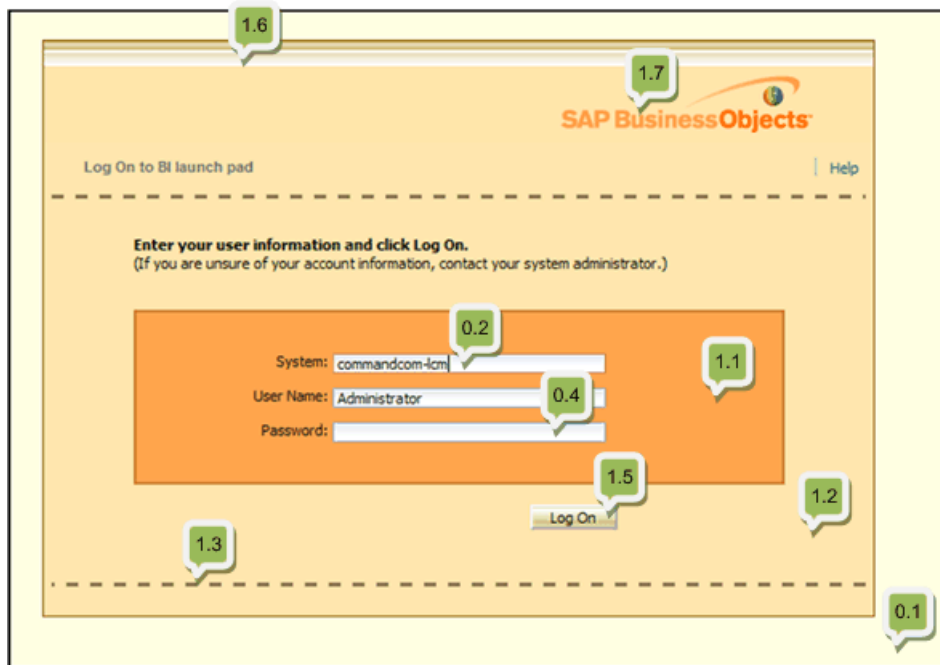 1.6
1.7
SAP BusinessObjects™
Log On to BI launch pad
Help
Enter your user information and click Log On.
(If you are unsure of your account information, contact your system administrator.)
0.2
1.1
System: commandcom-lcm
User Name: Administrator
0.4
Password:
1.5
1.2
Log On
1.3
0.1